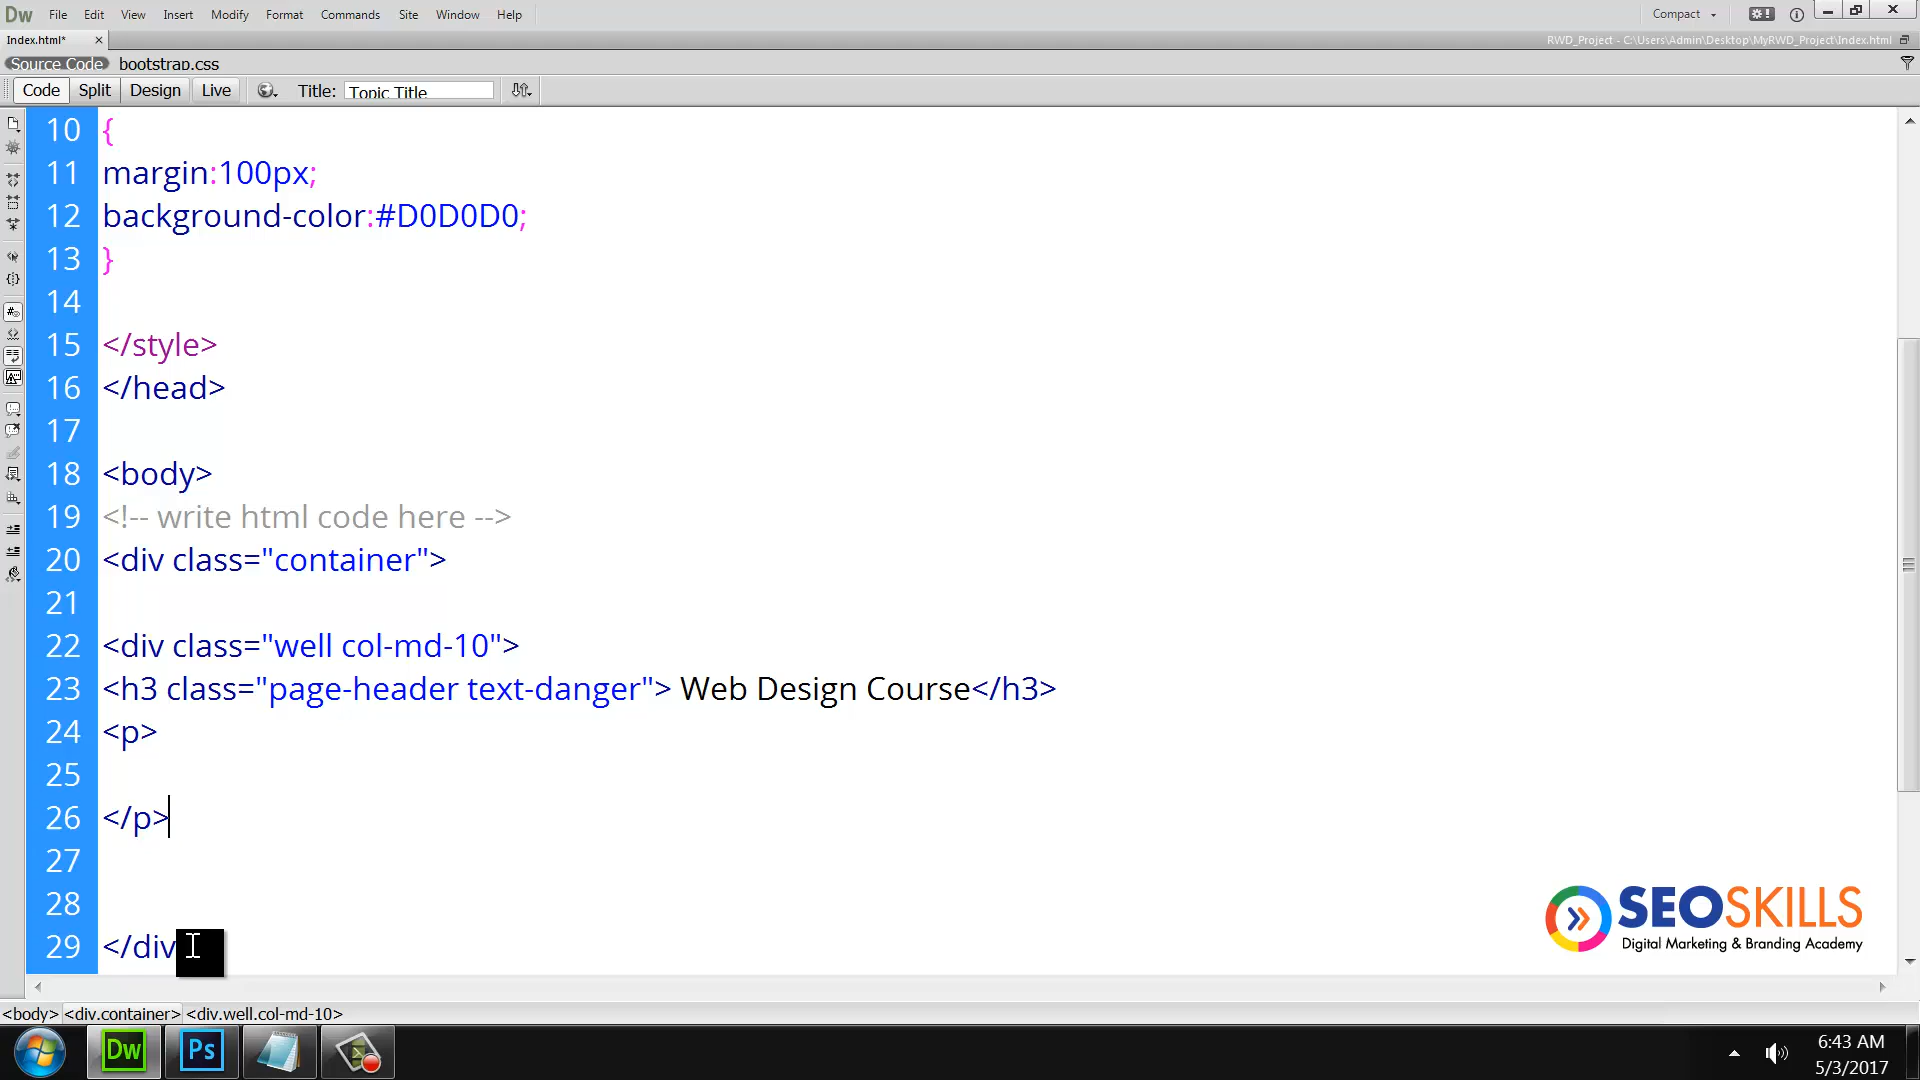 Dw File Edit View Insert Modify Format Commands Site Window Help Compact
Index.html* RWD_Project - C:\Users\Admin\Desktop\MyRWD_Project\Index.html
Source Code bootstrap.css
Code Split Design Live Title: Topic Title
10 {
11 margin:100px;
12 background-color:#D0D0D0;
13 }
14
15 </style>
16 </head>
17
18 <body>
19 <!-- write html code here -->
20 <div class="container">
21
22 <div class="well col-md-10">
23 <h3 class="page-header text-danger"> Web Design Course</h3>
24 <p>
25
26 </p>
27
28
29 </div
SEOSKILLS
Digital Marketing & Branding Academy
<body> <div.container> <div.well.col-md-10>
Dw Ps 6:43 AM
5/3/2017